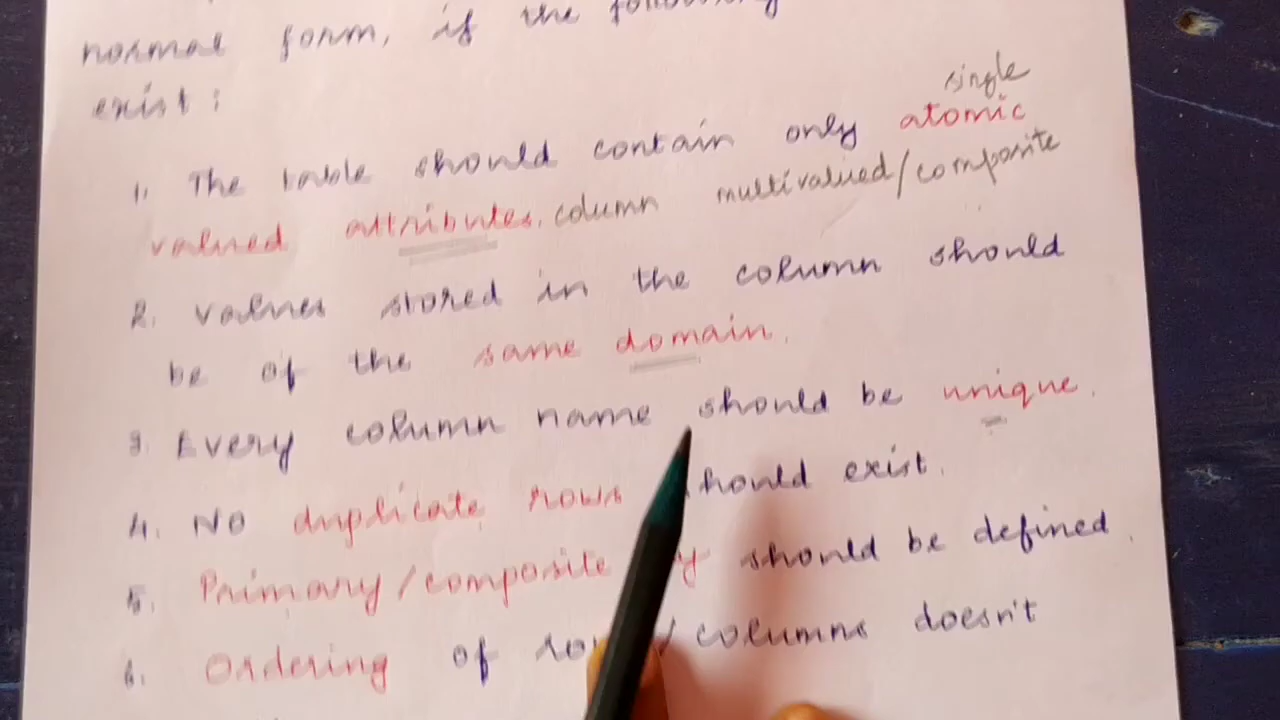 normal form, if the following
exist:
single
1. The table should contain only atomic
valued attributes. column multivalued/composite
2. values stored in the column should
be of the same domain.
3. Every column name should be unique.
4. No duplicate rows should exist.
5. Primary/composite should be defined.
6. Ordering of columns doesn't